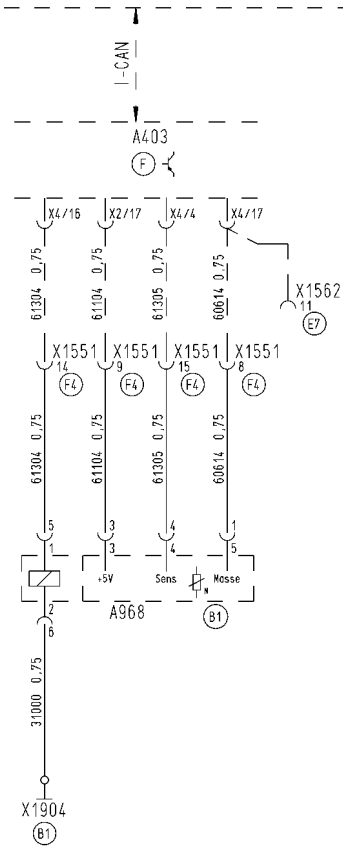 I-CAN
A403
F
X4/16 X2/17 X4/4 X4/17
61304 0,75 61104 0,75 61305 0,75 60614 0,75
X1562
11
E7
X1551 X1551 X1551 X1551
14 9 15 8
F4 F4 F4 F4
61304 0,75 61104 0,75 61305 0,75 60614 0,75
5 3 4 1
1 3 4 5
+5V Sens Masse
N
2 A968 B1
6
31000 0,75
X1904
B1